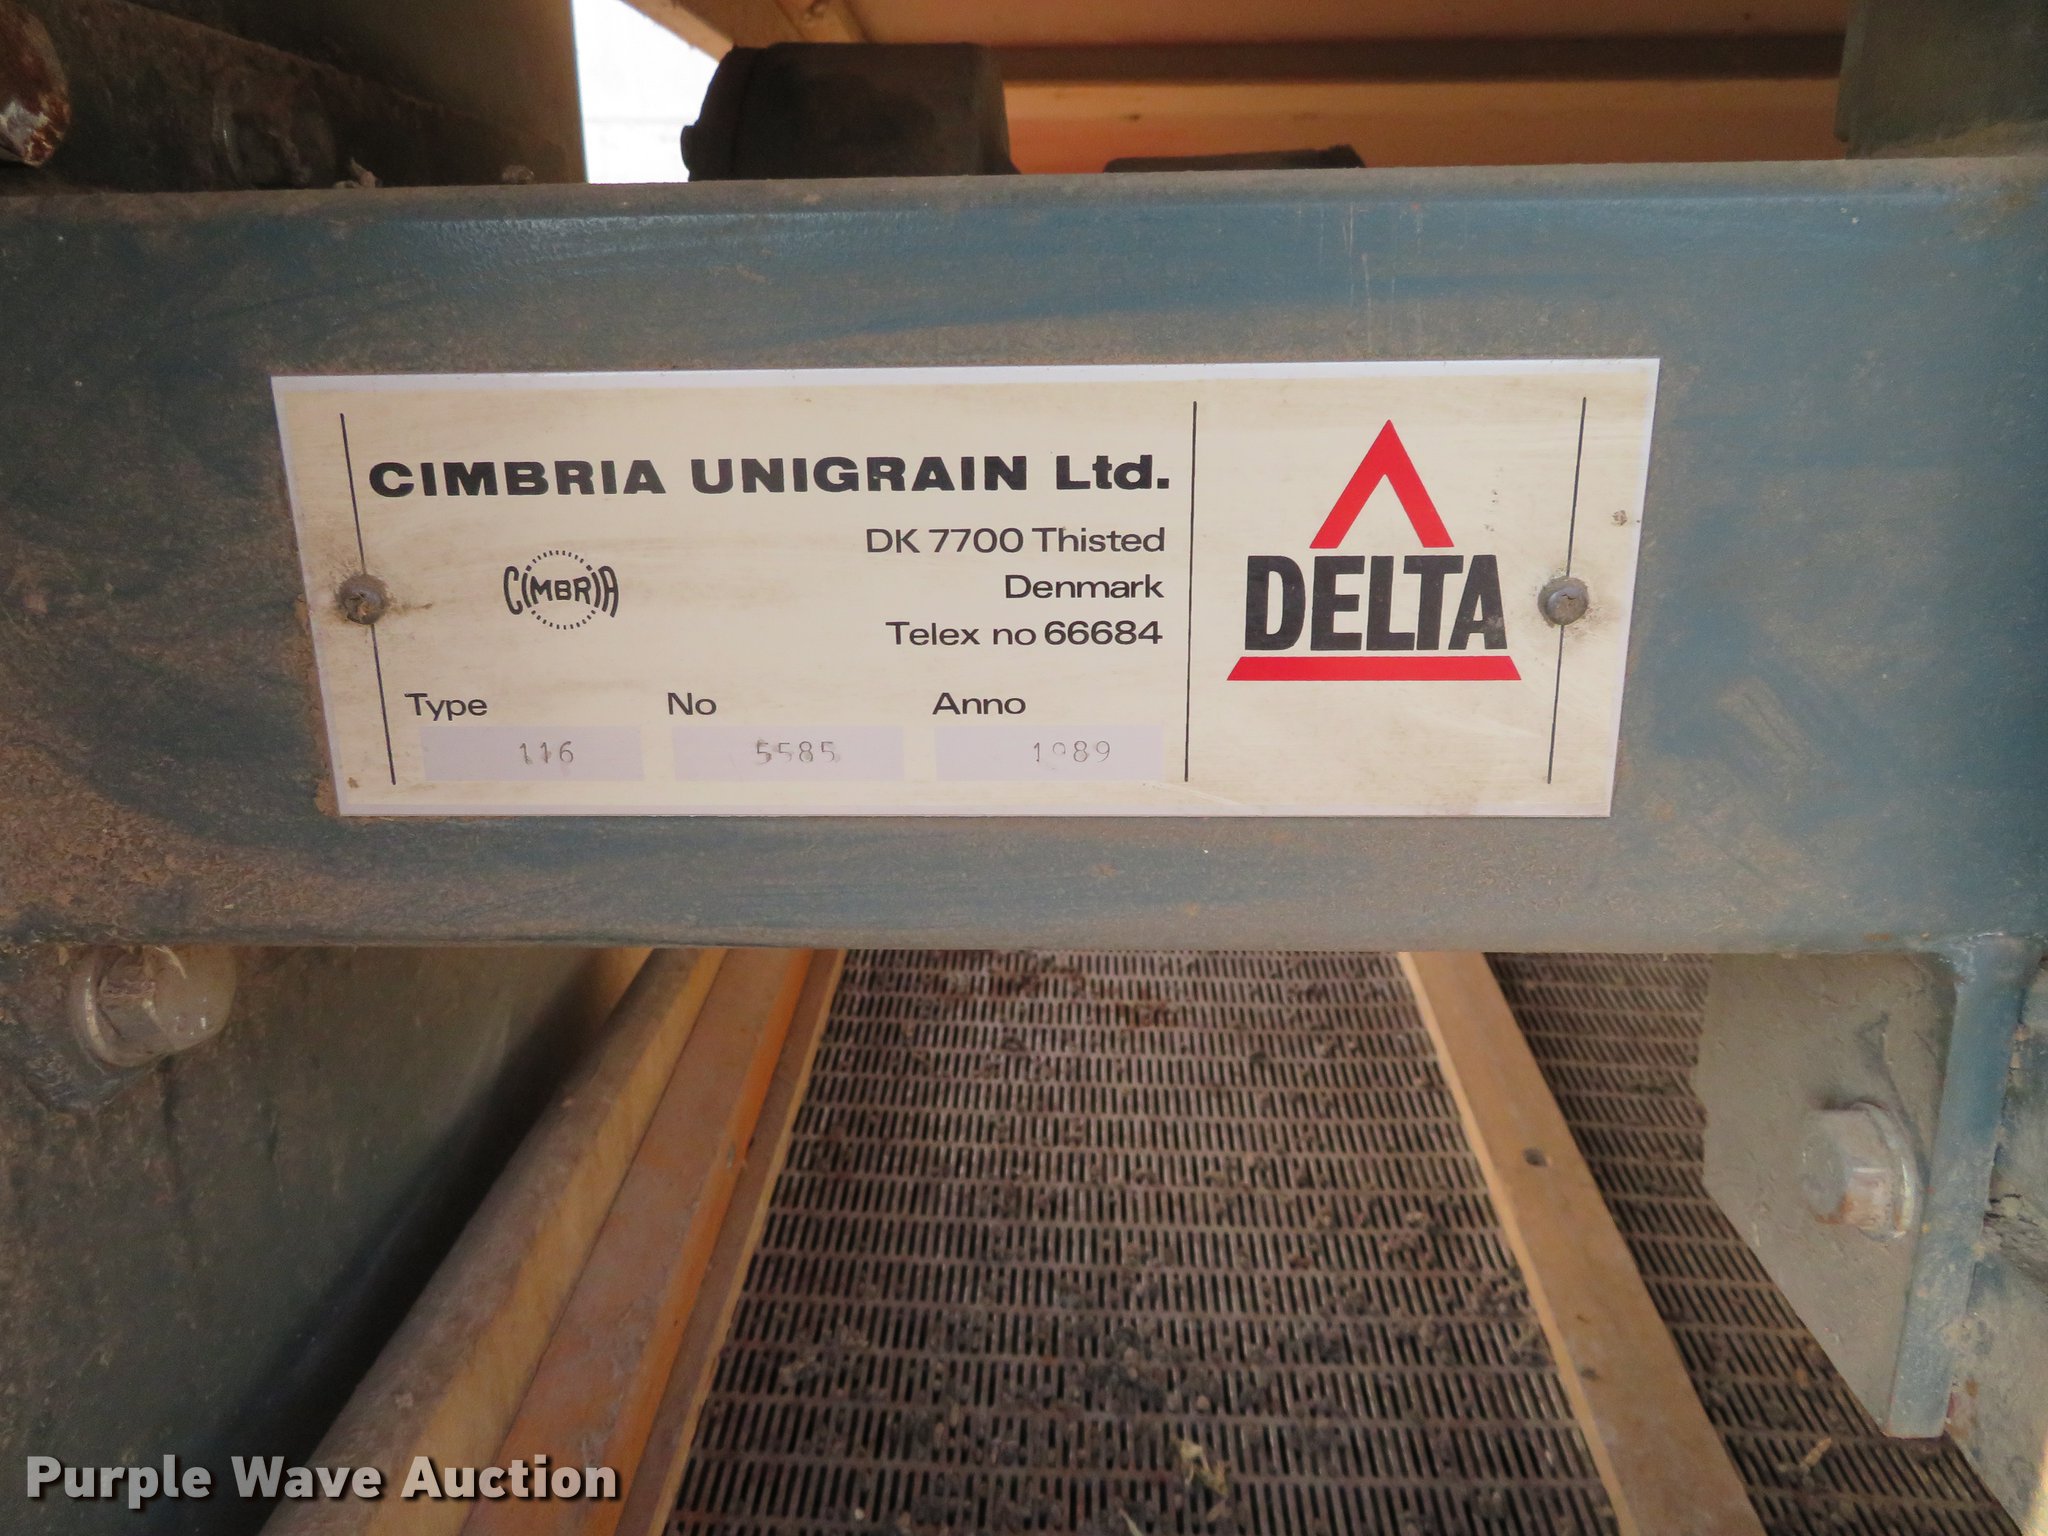 CIMBRIA UNIGRAIN Ltd.
DK 7700 Thisted
Denmark
Telex no 66684
CIMBRIA
Type No Anno
116 5585 1989
DELTA
Purple Wave Auction